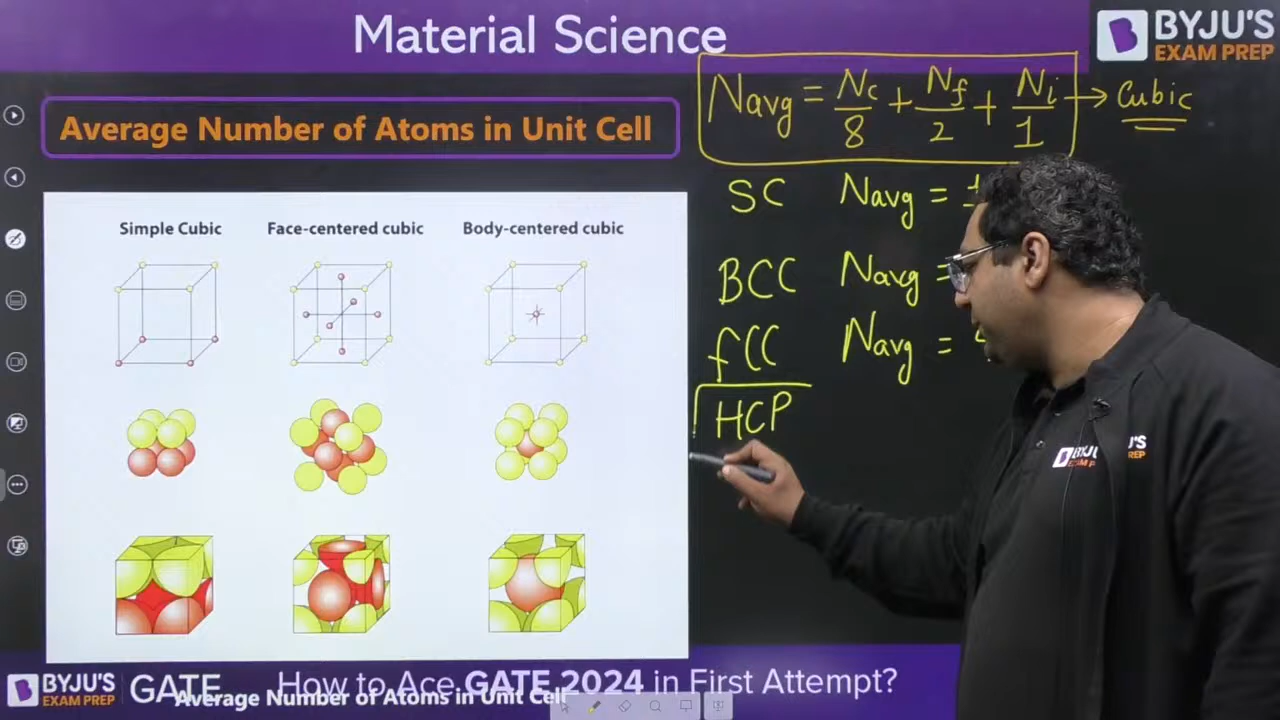 Material Science
BYJU'S
EXAM PREP
Average Number of Atoms in Unit Cell
Navg = Nc/8 + Nf/2 + Ni/1 → Cubic
SC Navg = 1
BCC Navg =
fCC Navg =
HCP
Simple Cubic Face-centered cubic Body-centered cubic
BYJU'S
EXAM PREP
BYJU'S
EXAM PREP
GATE
How to Ace GATE 2024 in First Attempt?
Average Number of Atoms in Unit Cell